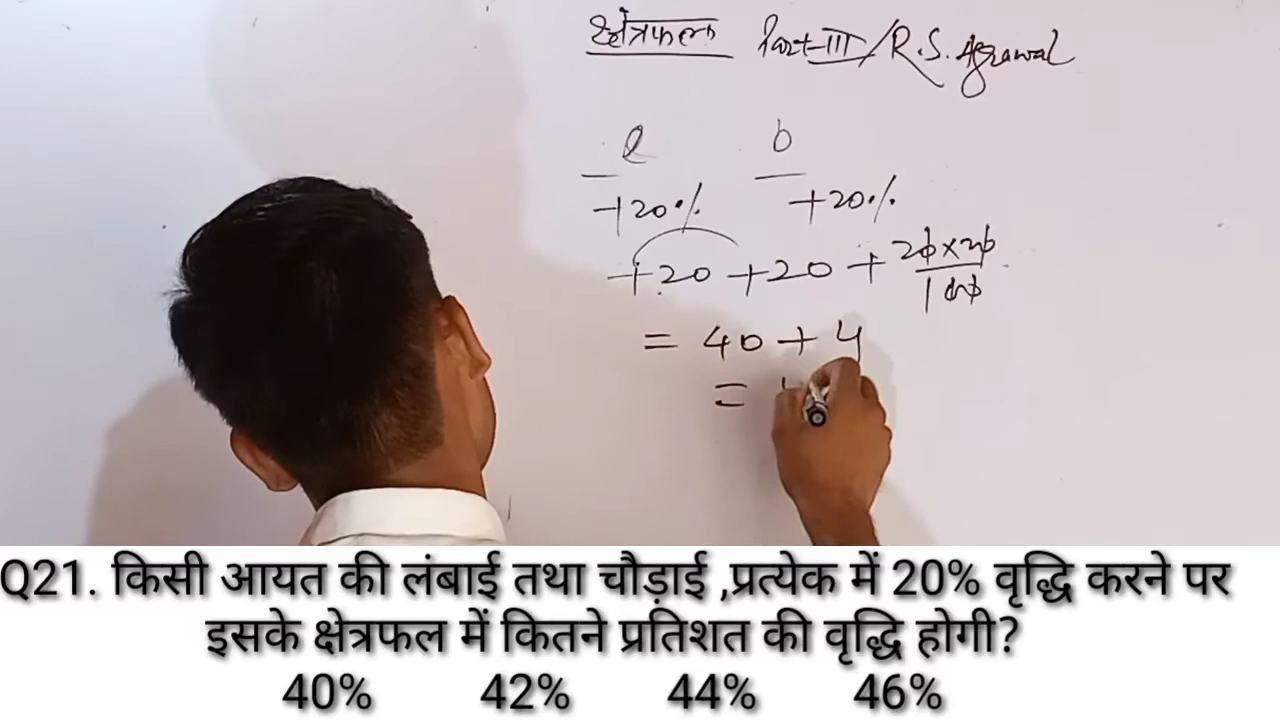 क्षेत्रफल Part-III / R.S. Agrawal
l b
+20% +20%
+20 +20 + 20×20/100
= 40 + 4
=
Q21. किसी आयत की लंबाई तथा चौड़ाई ,प्रत्येक में 20% वृद्धि करने पर
इसके क्षेत्रफल में कितने प्रतिशत की वृद्धि होगी?
40% 42% 44% 46%